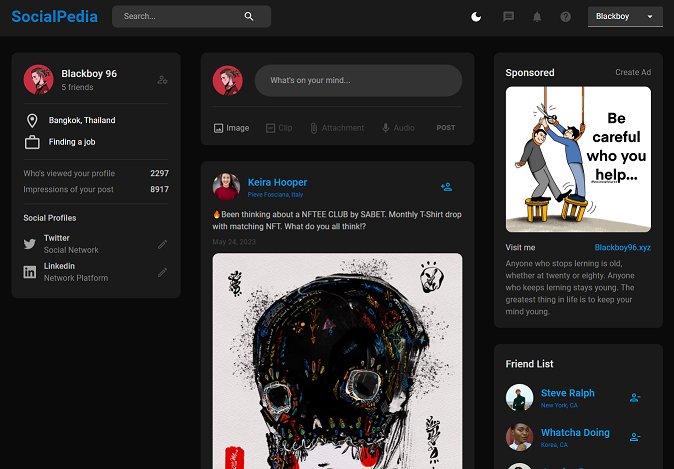 SocialPedia
Search...
Blackboy
Blackboy 96
5 friends
Bangkok, Thailand
Finding a job
Who's viewed your profile 2297
Impressions of your post 8917
Social Profiles
Twitter
Social Network
Linkedin
Network Platform
What's on your mind...
Image Clip Attachment Audio POST
Keira Hooper
Pieve Fosciana, Italy
🔥Been thinking about a NFTEE CLUB by SABET. Monthly T-Shirt drop
with matching NFT. What do you all think!?
May 24, 2023
Sponsored Create Ad
Be
careful
who you
help...
Visit me Blackboy96.xyz
Anyone who stops lerning is old,
whether at twenty or eighty. Anyone
who keeps lerning stays young. The
greatest thing in life is to keep your
mind young.
Friend List
Steve Ralph
New York, CA
Whatcha Doing
Korea, CA